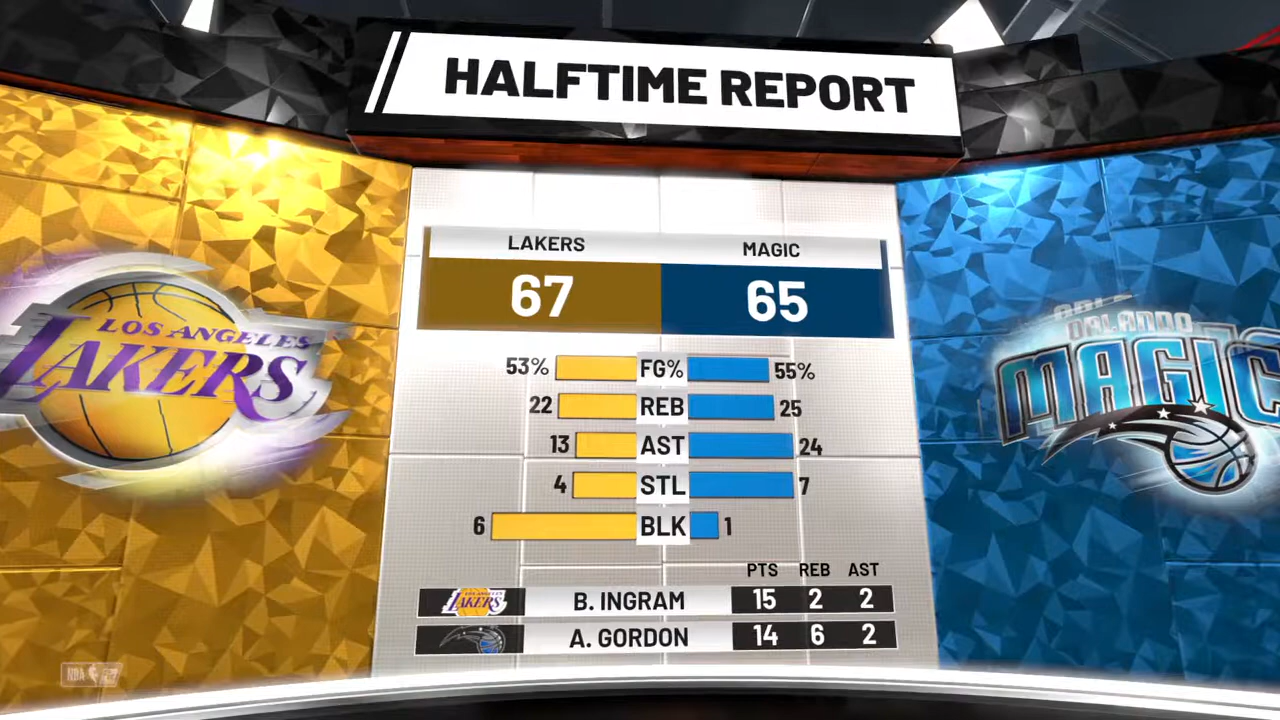 HALFTIME REPORT
LAKERS MAGIC
67 65
53% FG% 55%
22 REB 25
13 AST 24
4 STL 7
6 BLK 1
PTS REB AST
LAKERS B. INGRAM 15 2 2
A. GORDON 14 6 2
LOS ANGELES
LAKERS
ORLANDO
MAGIC
NBA